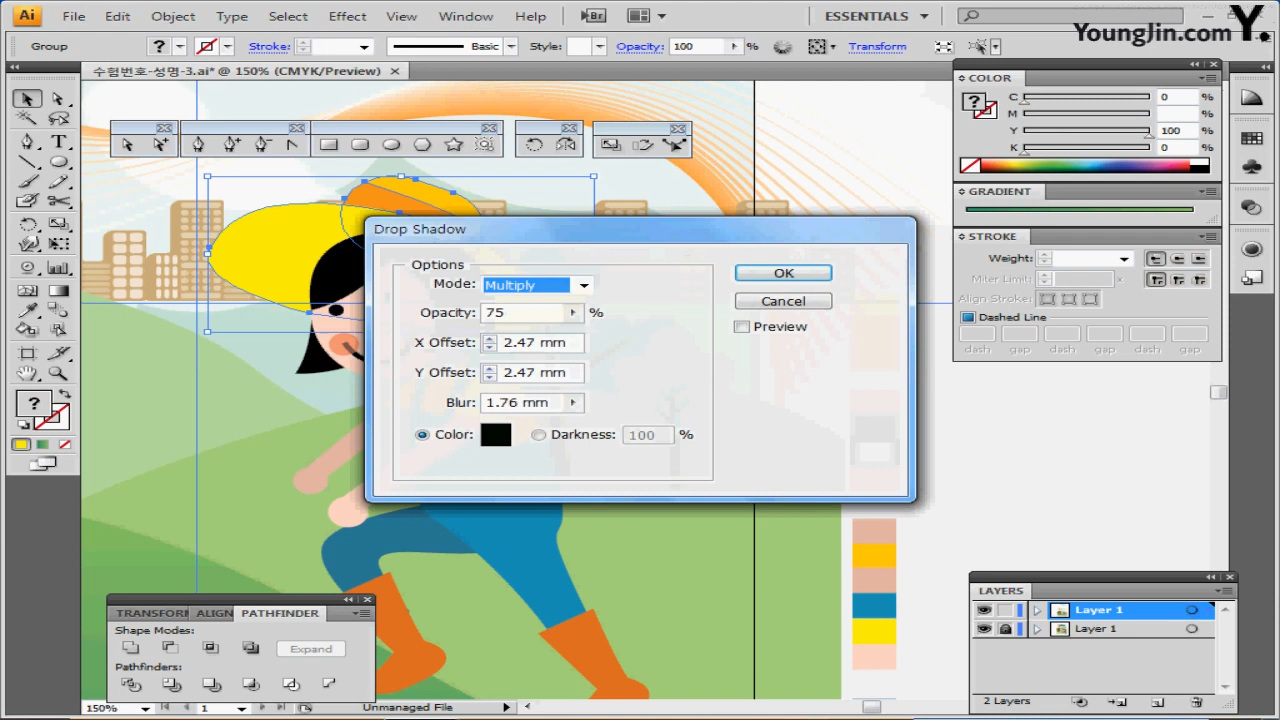 Ai File Edit Object Type Select Effect View Window Help Br ESSENTIALS
YoungJin.com Y.
Group ? Stroke: Basic Style: Opacity: 100 % Transform
수험번호-성명-3.ai* @ 150% (CMYK/Preview) ×
COLOR
? C 0 %
M %
Y 100 %
K 0 %
GRADIENT
STROKE
Weight:
Miter Limit: ×
Align Stroke:
Dashed Line
dash gap dash gap dash gap
Drop Shadow
Options
Mode: Multiply
Opacity: 75 %
X Offset: 2.47 mm
Y Offset: 2.47 mm
Blur: 1.76 mm
Color: Darkness: 100 %
OK
Cancel
Preview
T
?
TRANSFORM ALIGN PATHFINDER
Shape Modes:
Expand
Pathfinders:
LAYERS
Layer 1
Layer 1
2 Layers
150% 1 Unmanaged File